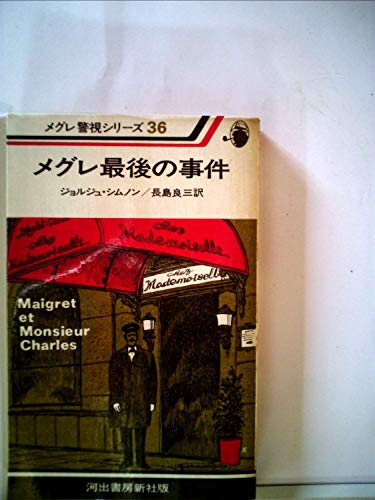 メグレ警視シリーズ 36
メグレ最後の事件
ジョルジュ・シムノン/長島良三訳
Chez
Mademoiselle
Chez
Mademoiselle
Chez
Mademoiselle
Maigret
et
Monsieur
Charles
河出書房新社版